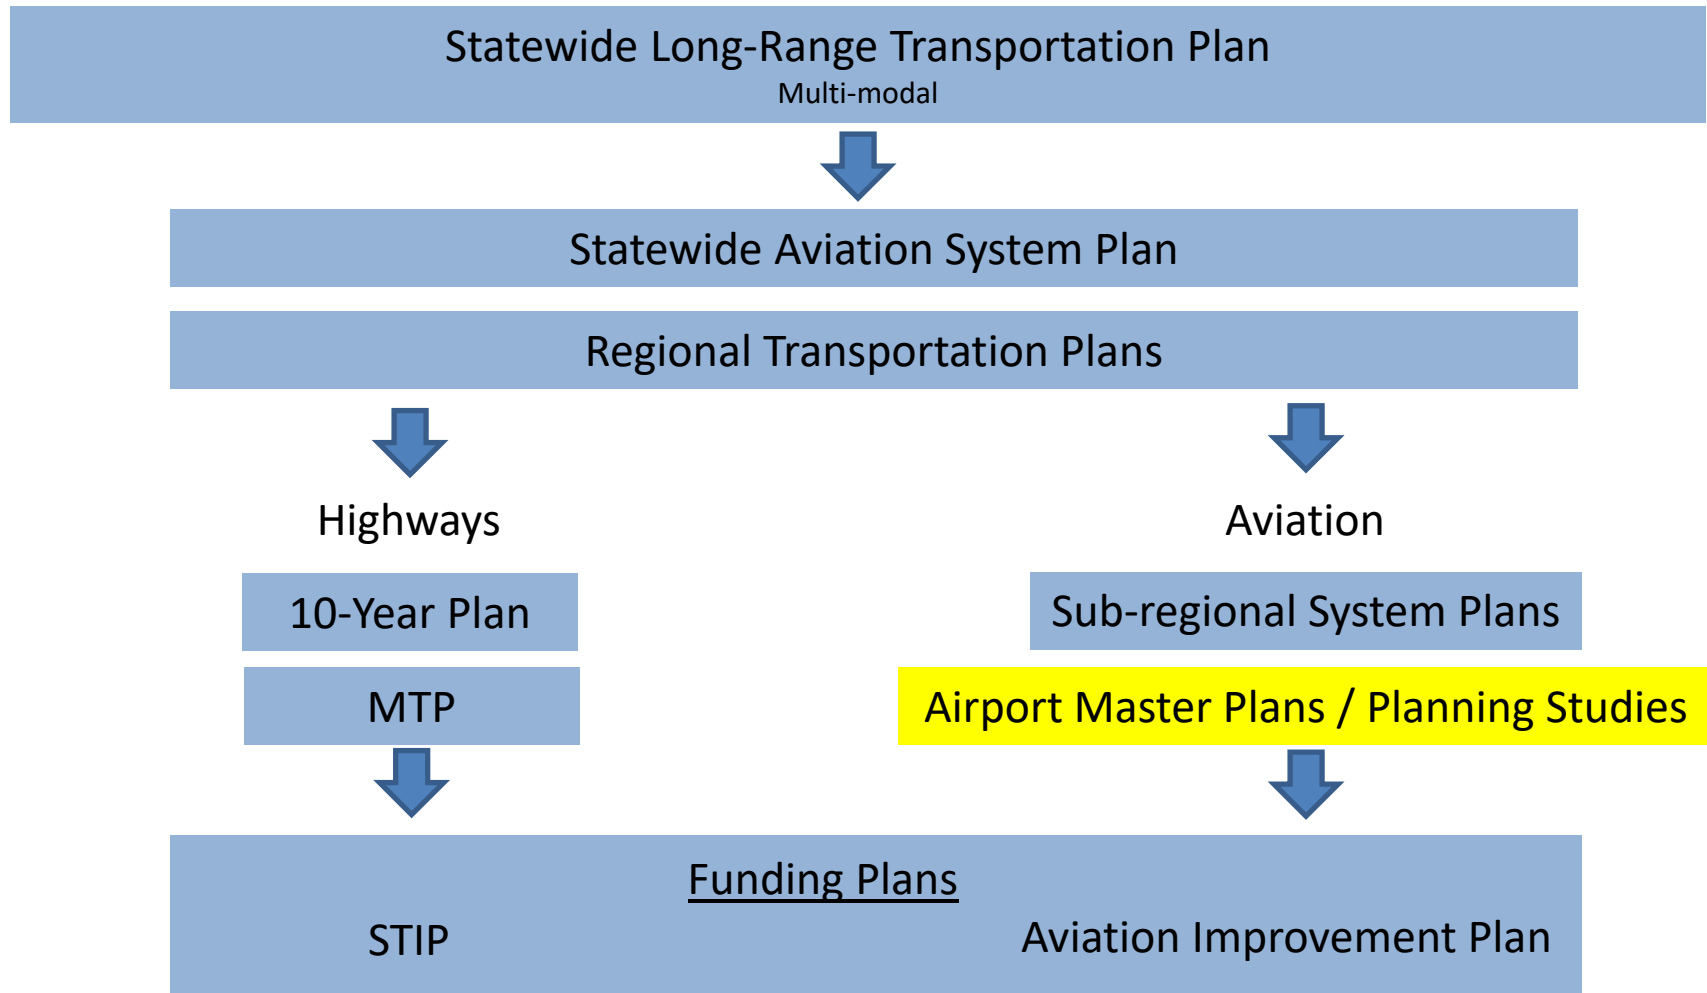 Statewide Long-Range Transportation Plan
Multi-modal
Statewide Aviation System Plan
Regional Transportation Plans
Highways
Aviation
10-Year Plan
Sub-regional System Plans
MTP
Airport Master Plans / Planning Studies
Funding Plans
STIP
Aviation Improvement Plan